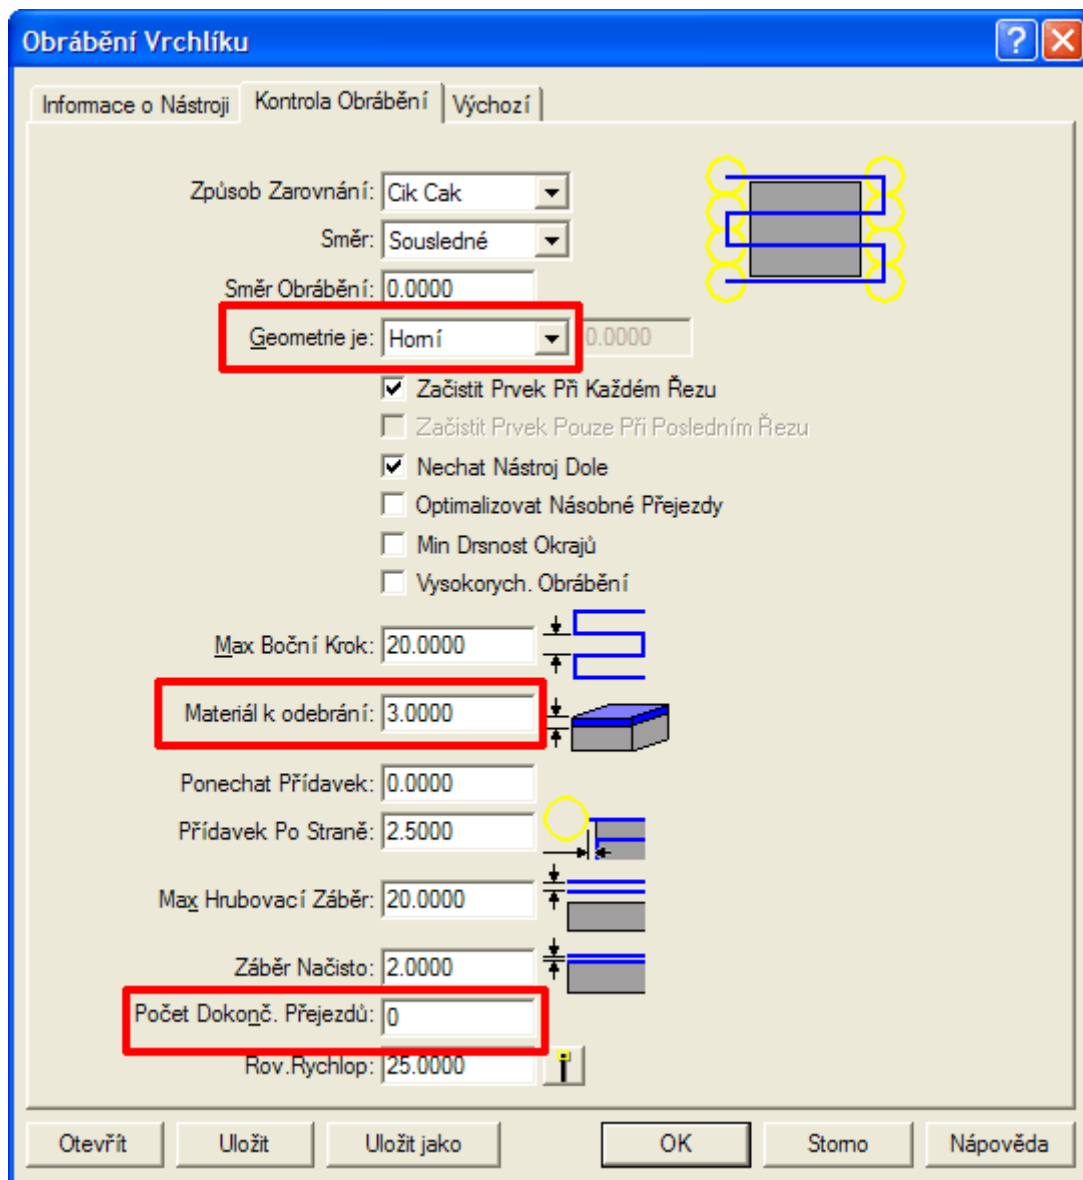 Obrábění Vrchlíku
Informace o Nástroji Kontrola Obrábění Výchozí
Způsob Zarovnání: Cik Cak
Směr: Sousledné
Směr Obrábění: 0.0000
Geometrie je: Horní 0.0000
Začistit Prvek Při Každém Řezu
Začistit Prvek Pouze Při Posledním Řezu
Nechat Nástroj Dole
Optimalizovat Násobné Přejezdy
Min Drsnost Okrajů
Vysokorych. Obrábění
Max Boční Krok: 20.0000
Materiál k odebrání: 3.0000
Ponechat Přídavek: 0.0000
Přídavek Po Straně: 2.5000
Max Hrubovací Záběr: 20.0000
Záběr Načisto: 2.0000
Počet Dokonč. Přejezdů: 0
Rov.Rychlop: 25.0000
Otevřít Uložit Uložit jako OK Storno Nápověda